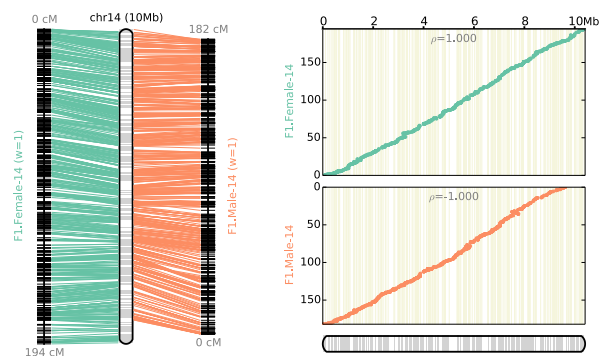 0 cM
chr14 (10Mb)
182 cM
F1.Female-14 (w=1)
F1.Male-14 (w=1)
194 cM
0 cM
0 2 4 6 8 10Mb
ρ=1.000
150
100
50
0
F1.Female-14
0
ρ=-1.000
50
100
150
F1.Male-14